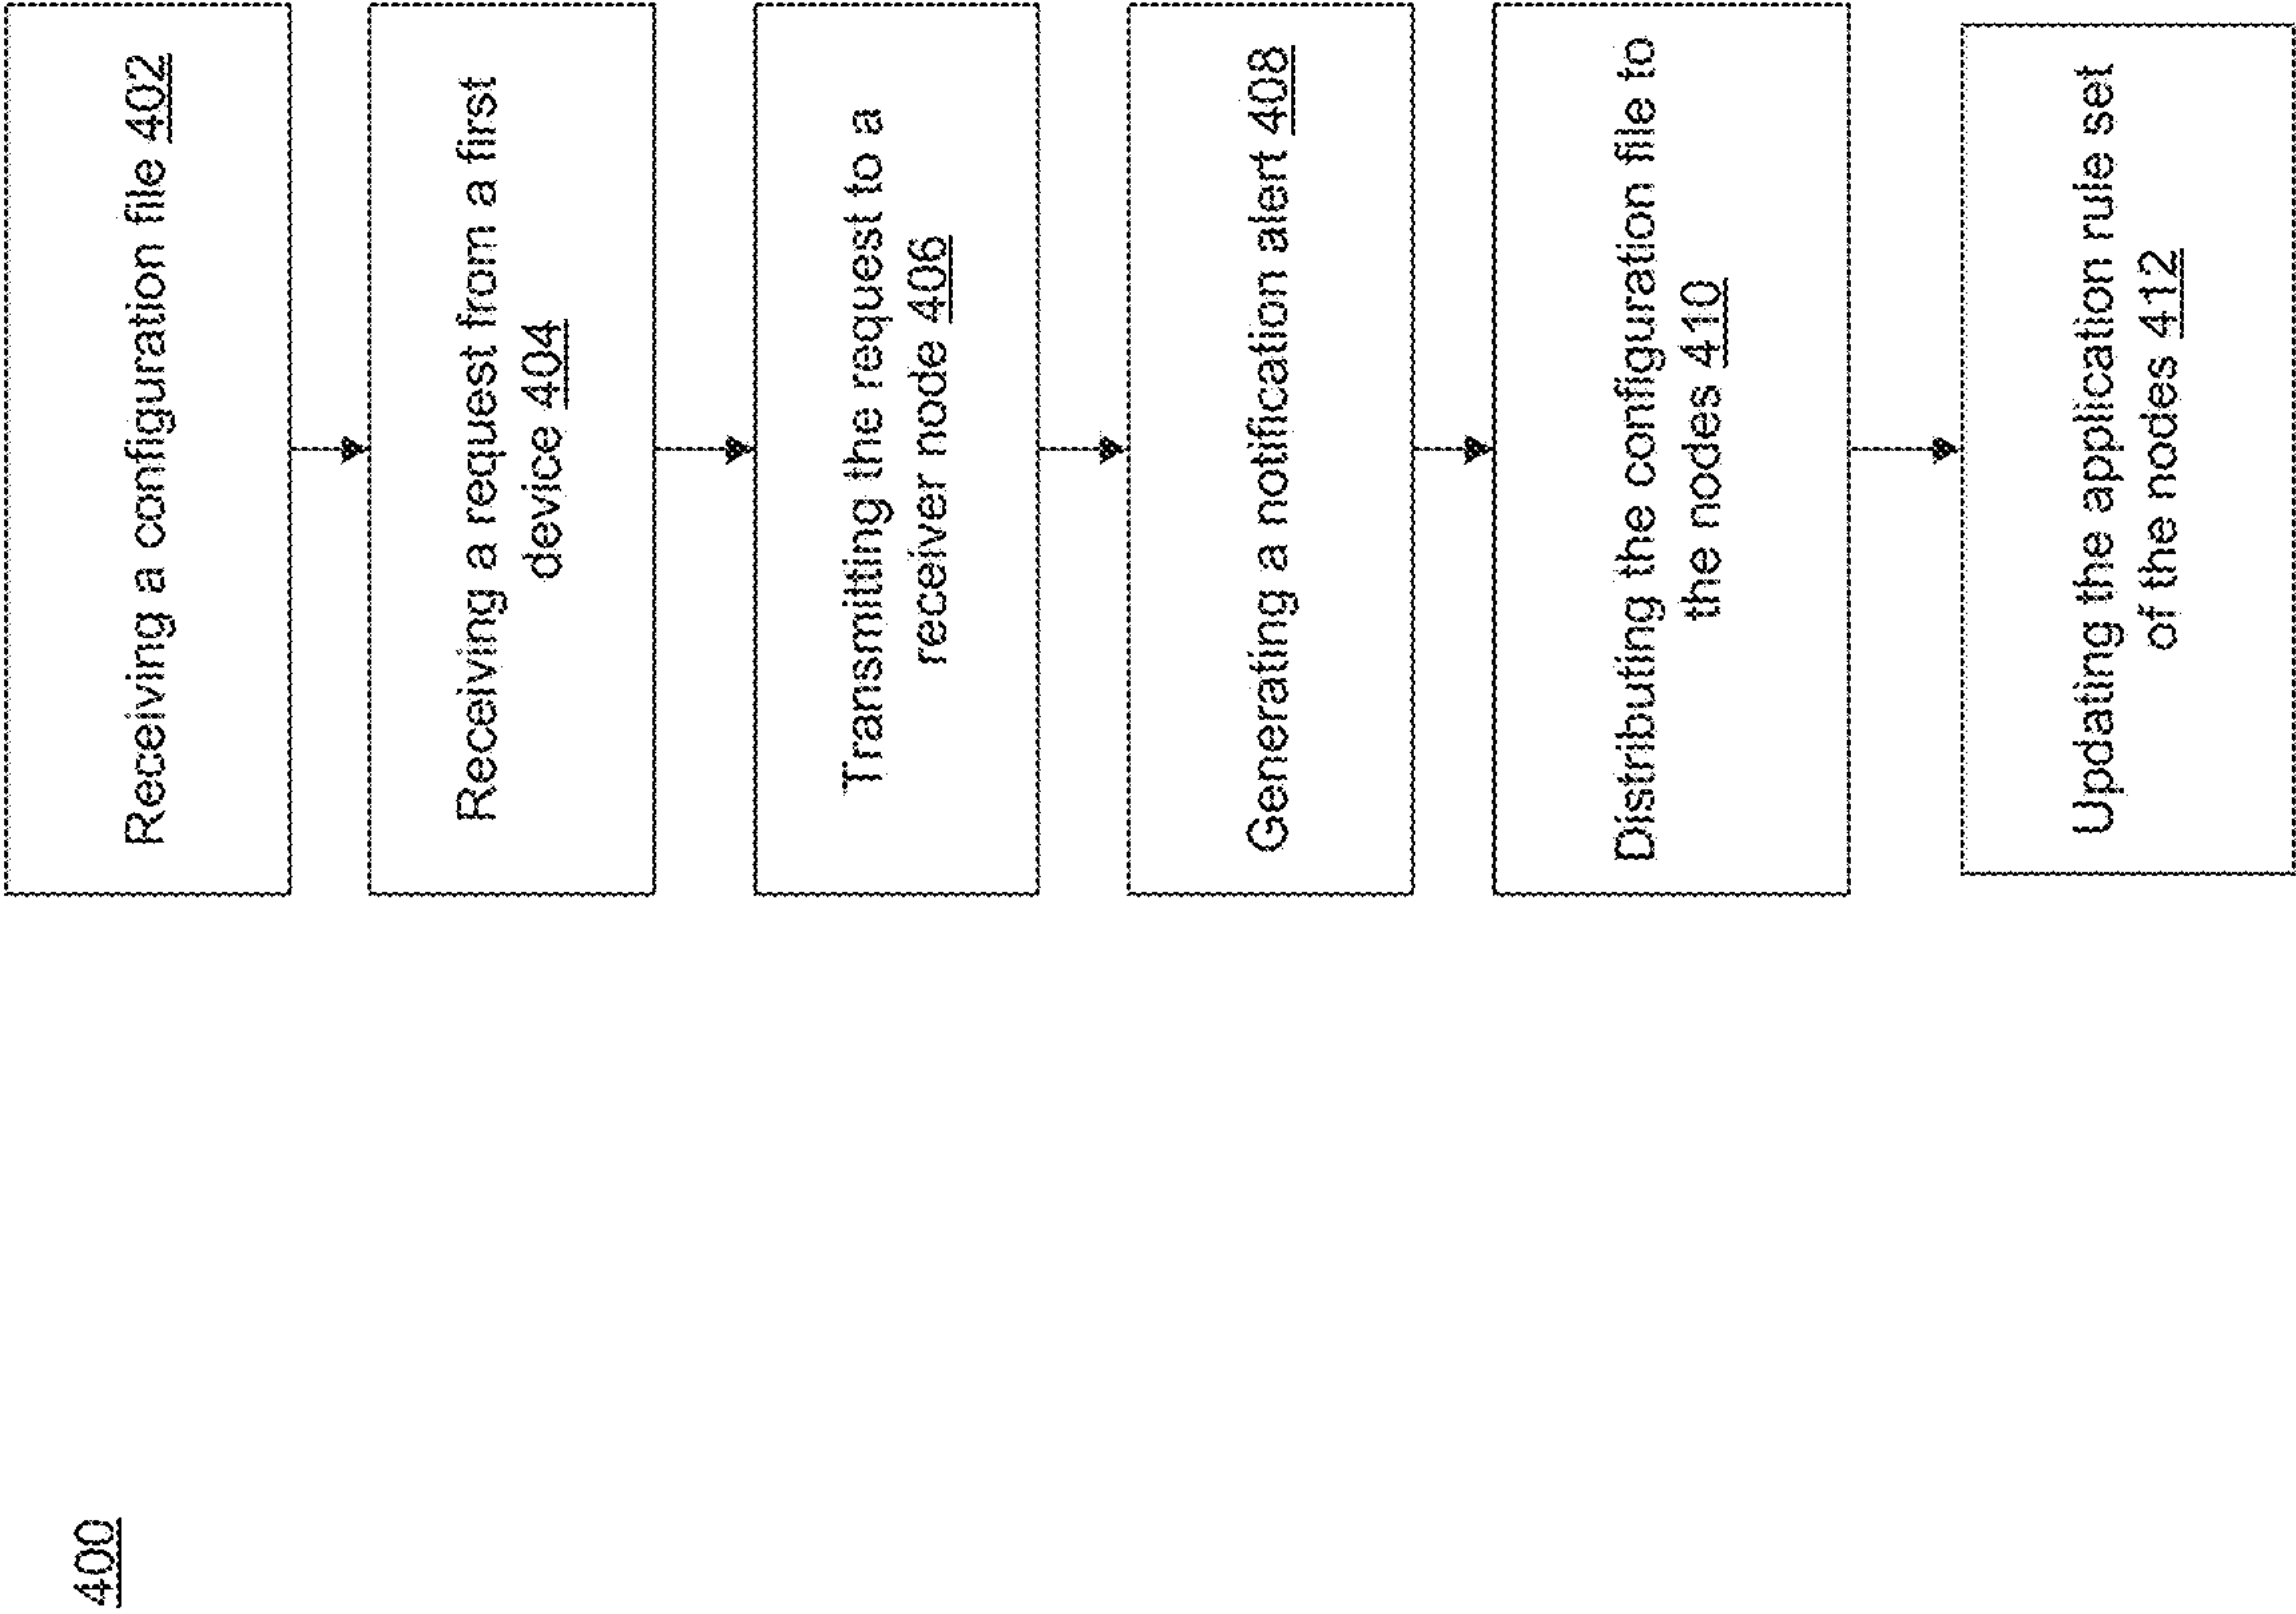 400
Receiving a configuration file 402
Receiving a request from a first
device 404
Transmitting the request to a
receiver node 406
Generating a notification alert 408
Distributing the configuration file to
the nodes 410
Updating the application rule set
of the nodes 412